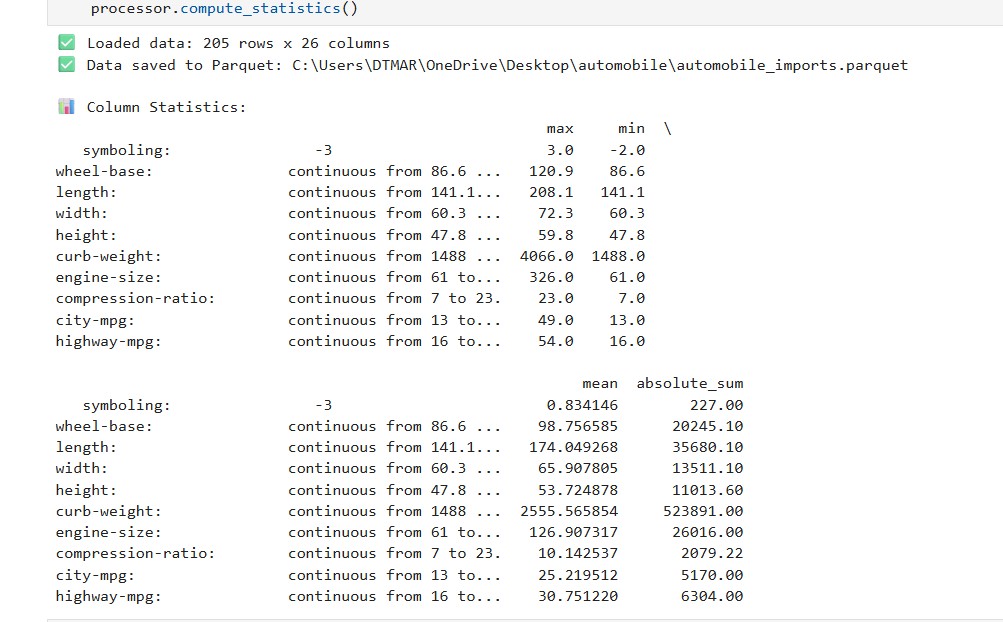 processor.compute_statistics()
✅ Loaded data: 205 rows x 26 columns
✅ Data saved to Parquet: C:\Users\DTMAR\OneDrive\Desktop\automobile\automobile_imports.parquet
📊 Column Statistics:
max min \
symboling: -3 3.0 -2.0
wheel-base: continuous from 86.6 ... 120.9 86.6
length: continuous from 141.1... 208.1 141.1
width: continuous from 60.3 ... 72.3 60.3
height: continuous from 47.8 ... 59.8 47.8
curb-weight: continuous from 1488 ... 4066.0 1488.0
engine-size: continuous from 61 to... 326.0 61.0
compression-ratio: continuous from 7 to 23. 23.0 7.0
city-mpg: continuous from 13 to... 49.0 13.0
highway-mpg: continuous from 16 to... 54.0 16.0
mean absolute_sum
symboling: -3 0.834146 227.00
wheel-base: continuous from 86.6 ... 98.756585 20245.10
length: continuous from 141.1... 174.049268 35680.10
width: continuous from 60.3 ... 65.907805 13511.10
height: continuous from 47.8 ... 53.724878 11013.60
curb-weight: continuous from 1488 ... 2555.565854 523891.00
engine-size: continuous from 61 to... 126.907317 26016.00
compression-ratio: continuous from 7 to 23. 10.142537 2079.22
city-mpg: continuous from 13 to... 25.219512 5170.00
highway-mpg: continuous from 16 to... 30.751220 6304.00